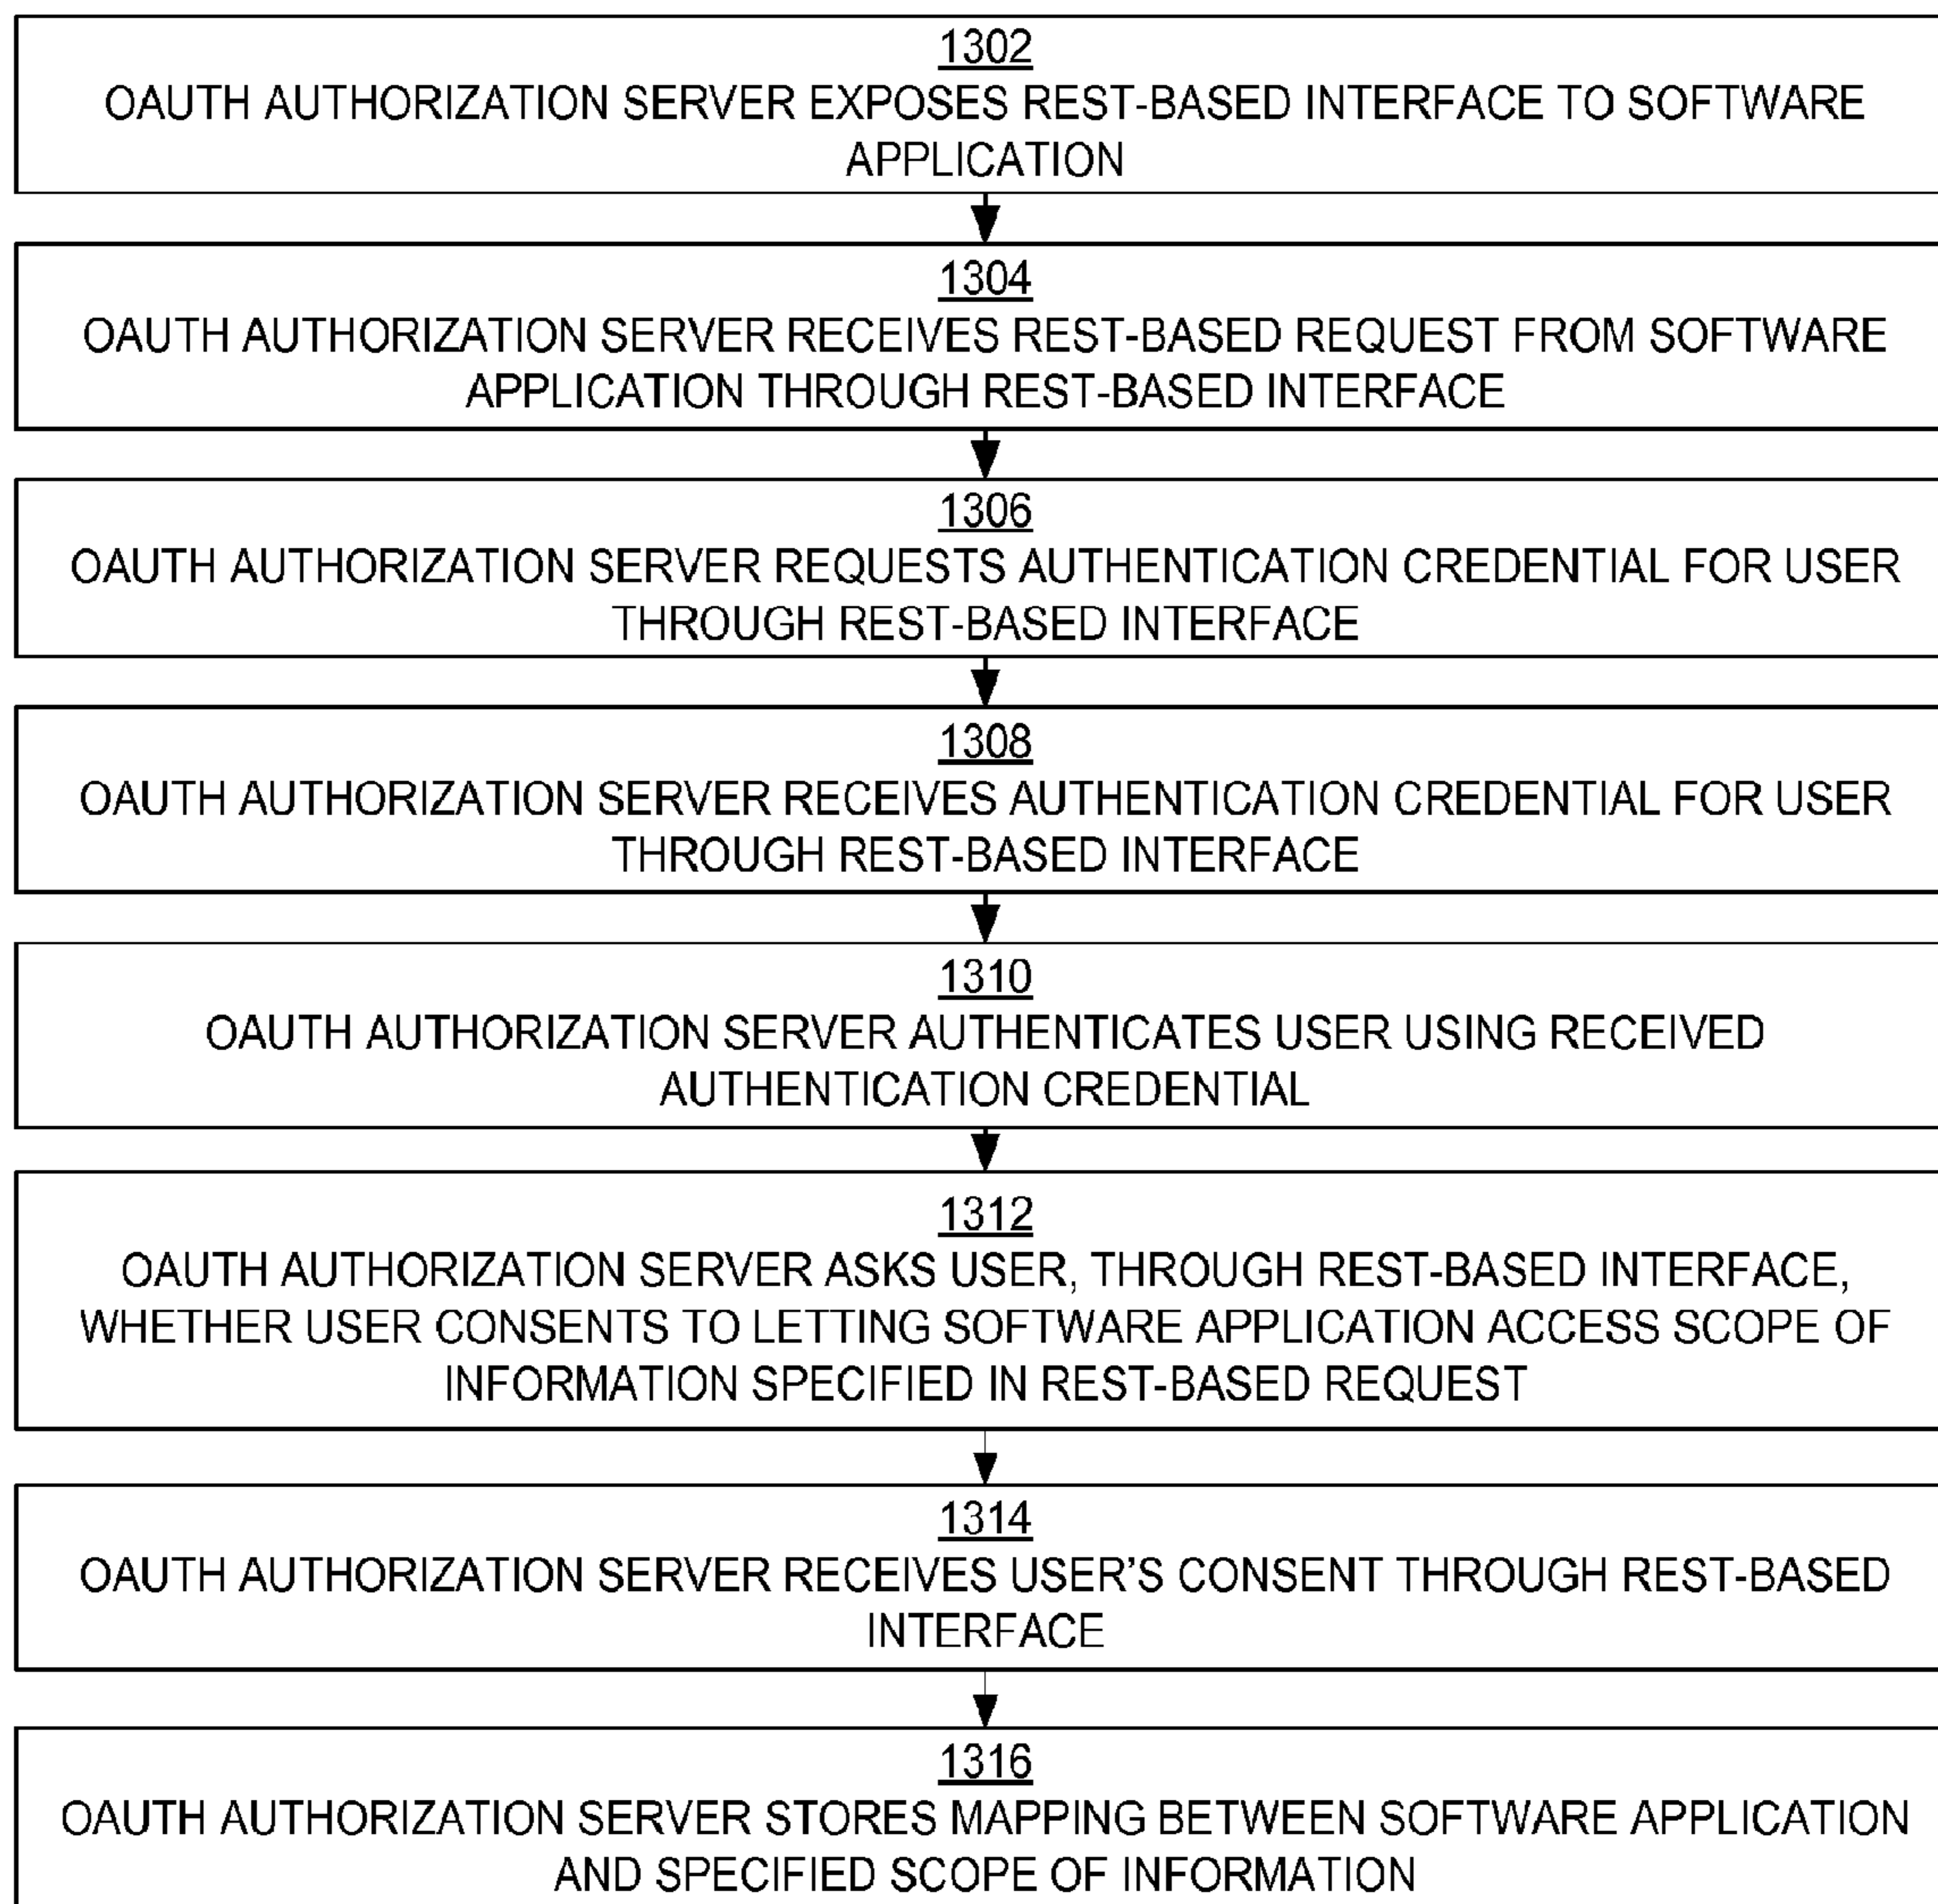 1302
OAUTH AUTHORIZATION SERVER EXPOSES REST-BASED INTERFACE TO SOFTWARE
APPLICATION
1304
OAUTH AUTHORIZATION SERVER RECEIVES REST-BASED REQUEST FROM SOFTWARE
APPLICATION THROUGH REST-BASED INTERFACE
1306
OAUTH AUTHORIZATION SERVER REQUESTS AUTHENTICATION CREDENTIAL FOR USER
THROUGH REST-BASED INTERFACE
1308
OAUTH AUTHORIZATION SERVER RECEIVES AUTHENTICATION CREDENTIAL FOR USER
THROUGH REST-BASED INTERFACE
1310
OAUTH AUTHORIZATION SERVER AUTHENTICATES USER USING RECEIVED
AUTHENTICATION CREDENTIAL
1312
OAUTH AUTHORIZATION SERVER ASKS USER, THROUGH REST-BASED INTERFACE,
WHETHER USER CONSENTS TO LETTING SOFTWARE APPLICATION ACCESS SCOPE OF
INFORMATION SPECIFIED IN REST-BASED REQUEST
1314
OAUTH AUTHORIZATION SERVER RECEIVES USER’S CONSENT THROUGH REST-BASED
INTERFACE
1316
OAUTH AUTHORIZATION SERVER STORES MAPPING BETWEEN SOFTWARE APPLICATION
AND SPECIFIED SCOPE OF INFORMATION